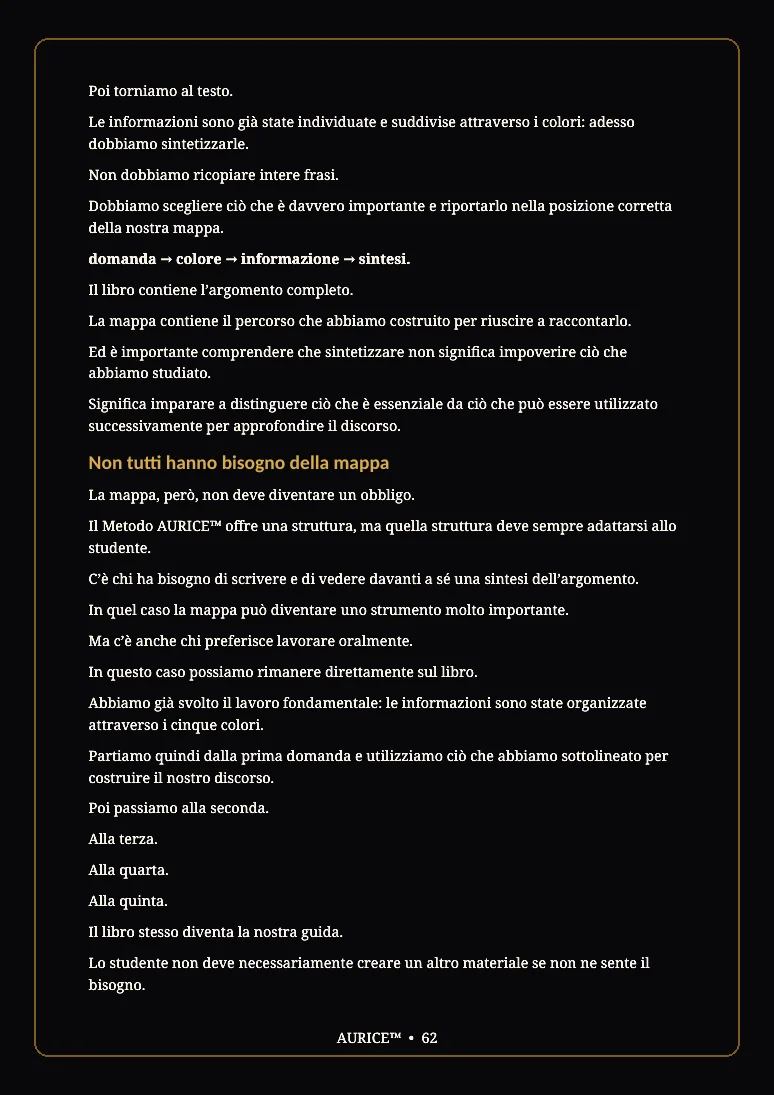 Poi torniamo al testo.
Le informazioni sono già state individuate e suddivise attraverso i colori: adesso
dobbiamo sintetizzarle.
Non dobbiamo ricopiare intere frasi.
Dobbiamo scegliere ciò che è davvero importante e riportarlo nella posizione corretta
della nostra mappa.
domanda → colore → informazione → sintesi.
Il libro contiene l’argomento completo.
La mappa contiene il percorso che abbiamo costruito per riuscire a raccontarlo.
Ed è importante comprendere che sintetizzare non significa impoverire ciò che
abbiamo studiato.
Significa imparare a distinguere ciò che è essenziale da ciò che può essere utilizzato
successivamente per approfondire il discorso.
Non tutti hanno bisogno della mappa
La mappa, però, non deve diventare un obbligo.
Il Metodo AURICE™ offre una struttura, ma quella struttura deve sempre adattarsi allo
studente.
C’è chi ha bisogno di scrivere e di vedere davanti a sé una sintesi dell’argomento.
In quel caso la mappa può diventare uno strumento molto importante.
Ma c’è anche chi preferisce lavorare oralmente.
In questo caso possiamo rimanere direttamente sul libro.
Abbiamo già svolto il lavoro fondamentale: le informazioni sono state organizzate
attraverso i cinque colori.
Partiamo quindi dalla prima domanda e utilizziamo ciò che abbiamo sottolineato per
costruire il nostro discorso.
Poi passiamo alla seconda.
Alla terza.
Alla quarta.
Alla quinta.
Il libro stesso diventa la nostra guida.
Lo studente non deve necessariamente creare un altro materiale se non ne sente il
bisogno.
AURICE™ • 62